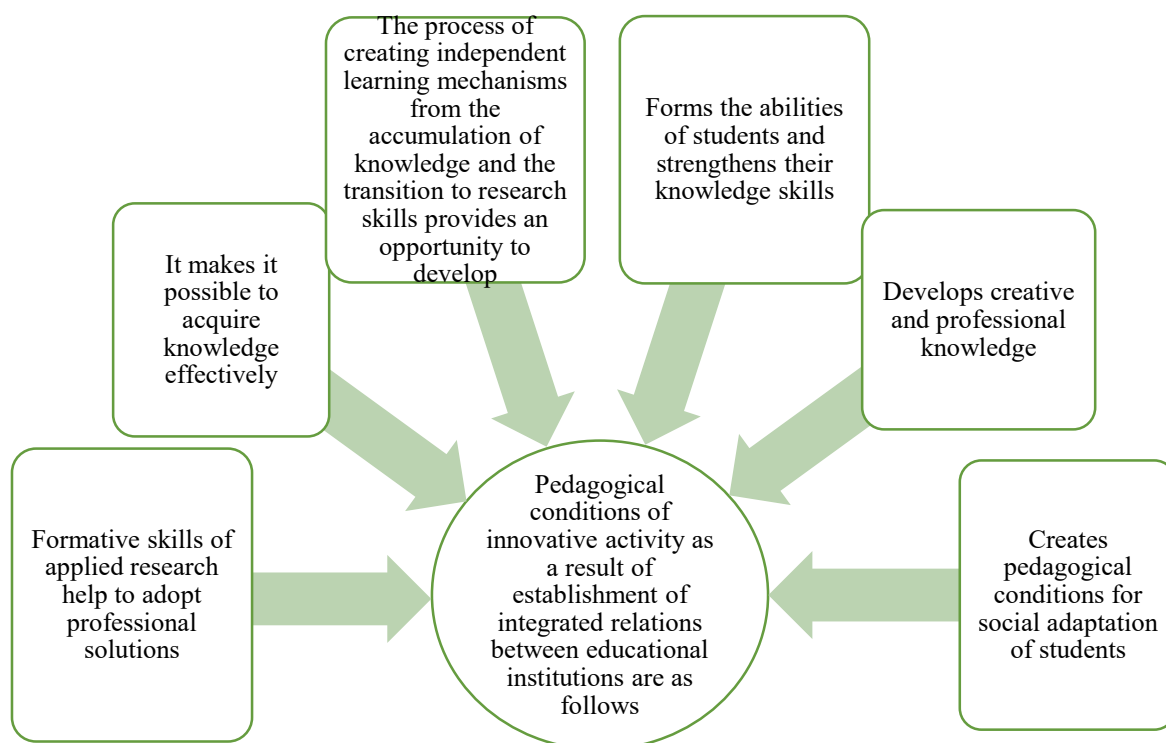 The process of
creating independent
learning mechanisms
from the
accumulation of
knowledge and the
transition to research
skills provides an
opportunity to
develop
Forms the abilities
of students and
strengthens their
knowledge skills
It makes it
possible to
acquire
knowledge
effectively
Develops creative
and professional
knowledge
Formative skills of
applied research
help to adopt
professional
solutions
Pedagogical
conditions of
innovative activity as
a result of
establishment of
integrated relations
between educational
institutions are as
follows
Creates
pedagogical
conditions for
social adaptation
of students